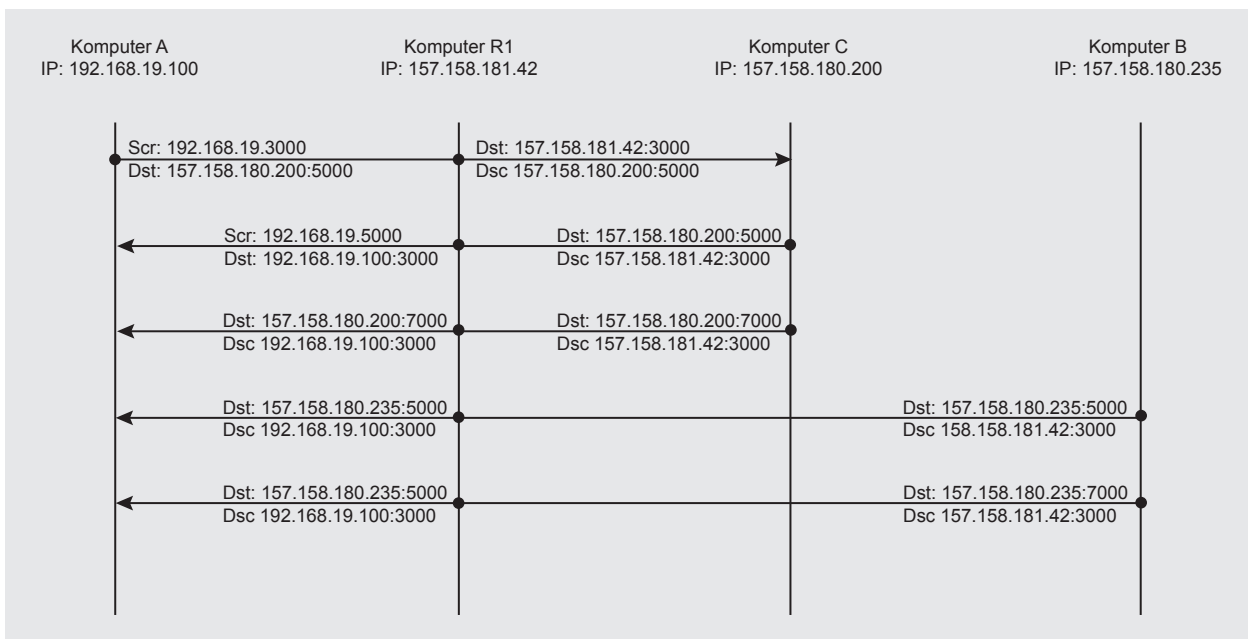 Komputer A
IP: 192.168.19.100
Komputer R1
IP: 157.158.181.42
Komputer C
IP: 157.158.180.200
Komputer B
IP: 157.158.180.235
Scr: 192.168.19.3000
Dst: 157.158.180.200:5000
Dst: 157.158.181.42:3000
Dsc 157.158.180.200:5000
Scr: 192.168.19.5000
Dst: 192.168.19.100:3000
Dst: 157.158.180.200:5000
Dsc 157.158.181.42:3000
Dst: 157.158.180.200:7000
Dsc 192.168.19.100:3000
Dst: 157.158.180.200:7000
Dsc 157.158.181.42:3000
Dst: 157.158.180.235:5000
Dsc 192.168.19.100:3000
Dst: 157.158.180.235:5000
Dsc 158.158.181.42:3000
Dst: 157.158.180.235:5000
Dsc 192.168.19.100:3000
Dst: 157.158.180.235:7000
Dsc 157.158.181.42:3000